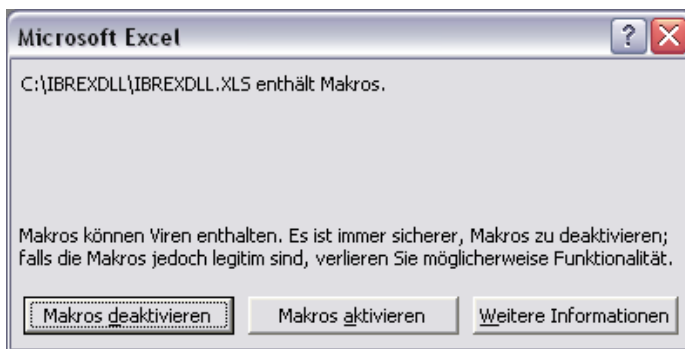 Microsoft Excel
?
C:\IBREXDLL\IBREXDLL.XLS enthält Makros.
Makros können Viren enthalten. Es ist immer sicherer, Makros zu deaktivieren;
falls die Makros jedoch legitim sind, verlieren Sie möglicherweise Funktionalität.
Makros deaktivieren Makros aktivieren Weitere Informationen